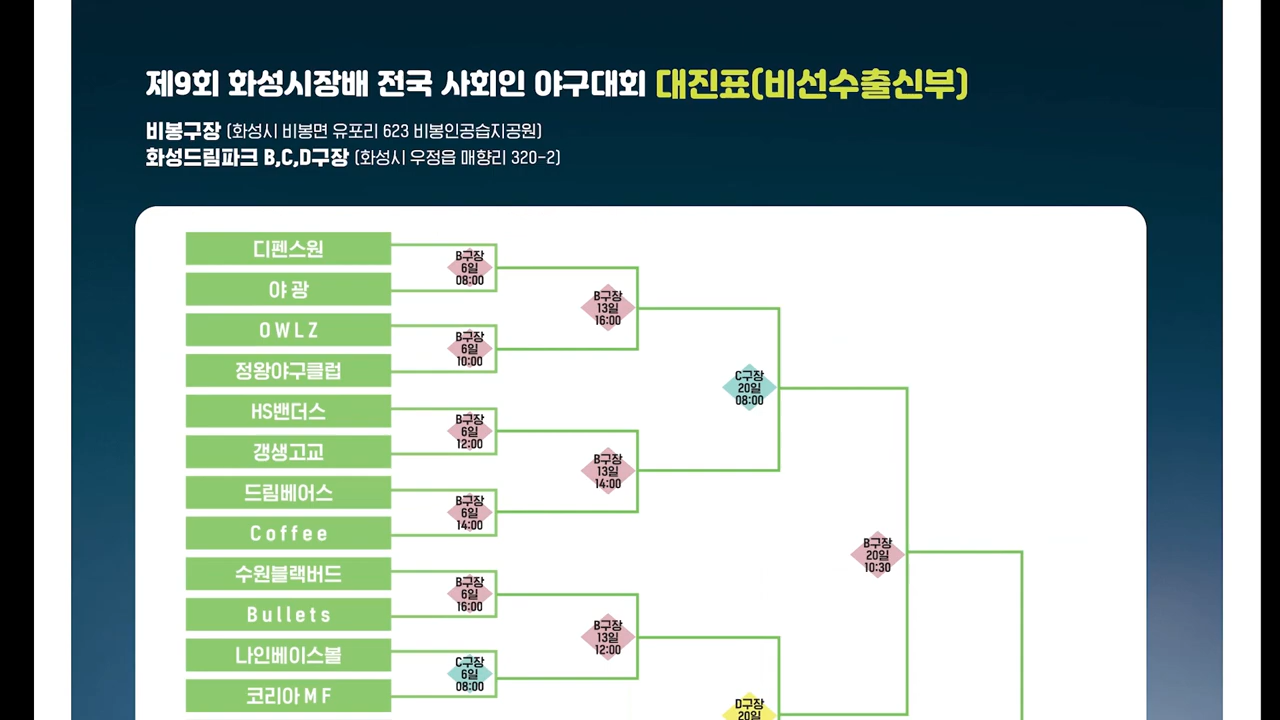 제9회 화성시장배 전국 사회인 야구대회 대진표(비선수출신부)
비봉구장 (화성시 비봉면 유포리 623 비봉인공습지공원)
화성드림파크 B,C,D구장 (화성시 우정읍 매향리 320-2)
디펜스원
야 광
O W L Z
정왕야구클럽
HS밴더스
갱생고교
드림베어스
Coffee
수원블랙버드
Bullets
나인베이스볼
코리아 M F
B구장
6일
08:00
B구장
6일
10:00
B구장
6일
12:00
B구장
6일
14:00
B구장
6일
16:00
C구장
6일
08:00
B구장
13일
16:00
B구장
13일
14:00
B구장
13일
12:00
C구장
20일
08:00
D구장
20일
B구장
20일
10:30